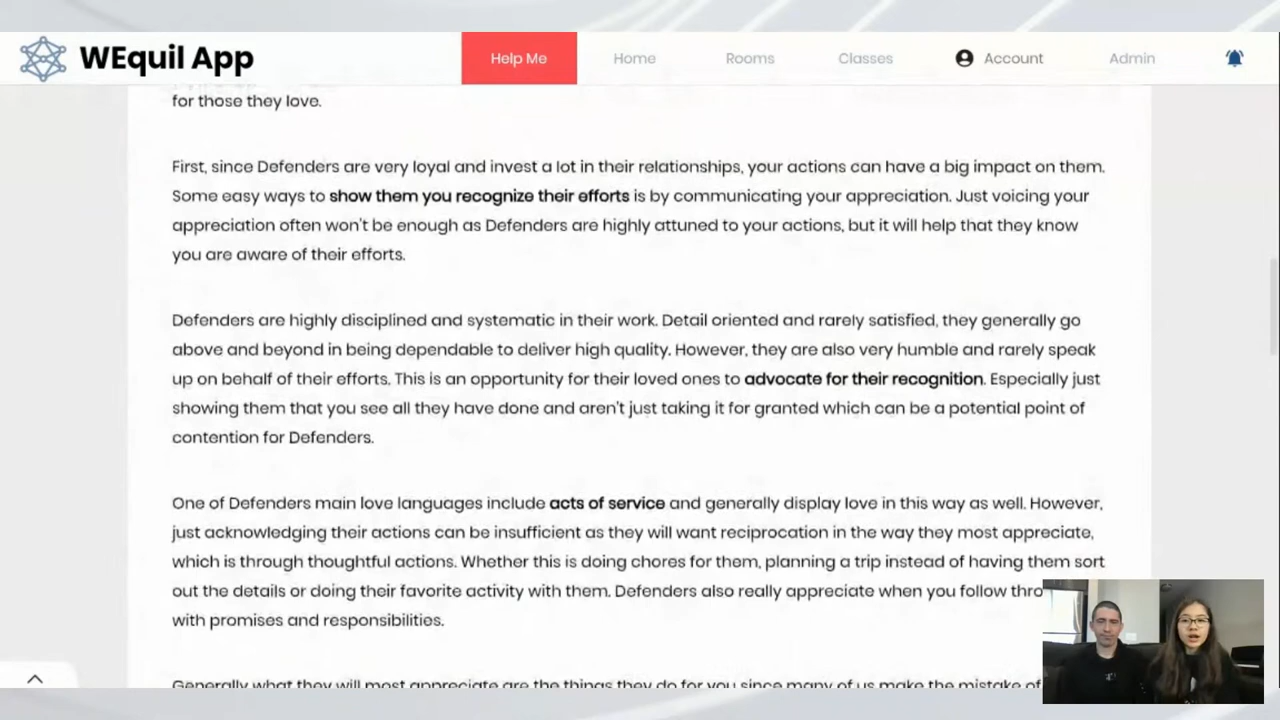 WEquil App
Help Me
Home
Rooms
Classes
Account
Admin
for those they love.
First, since Defenders are very loyal and invest a lot in their relationships, your actions can have a big impact on them.
Some easy ways to show them you recognize their efforts is by communicating your appreciation. Just voicing your
appreciation often won't be enough as Defenders are highly attuned to your actions, but it will help that they know
you are aware of their efforts.
Defenders are highly disciplined and systematic in their work. Detail oriented and rarely satisfied, they generally go
above and beyond in being dependable to deliver high quality. However, they are also very humble and rarely speak
up on behalf of their efforts. This is an opportunity for their loved ones to advocate for their recognition. Especially just
showing them that you see all they have done and aren't just taking it for granted which can be a potential point of
contention for Defenders.
One of Defenders main love languages include acts of service and generally display love in this way as well. However,
just acknowledging their actions can be insufficient as they will want reciprocation in the way they most appreciate,
which is through thoughtful actions. Whether this is doing chores for them, planning a trip instead of having them sort
out the details or doing their favorite activity with them. Defenders also really appreciate when you follow thro
with promises and responsibilities.
Generally what they will most appreciate are the things they do for you since many of us make the mistake of